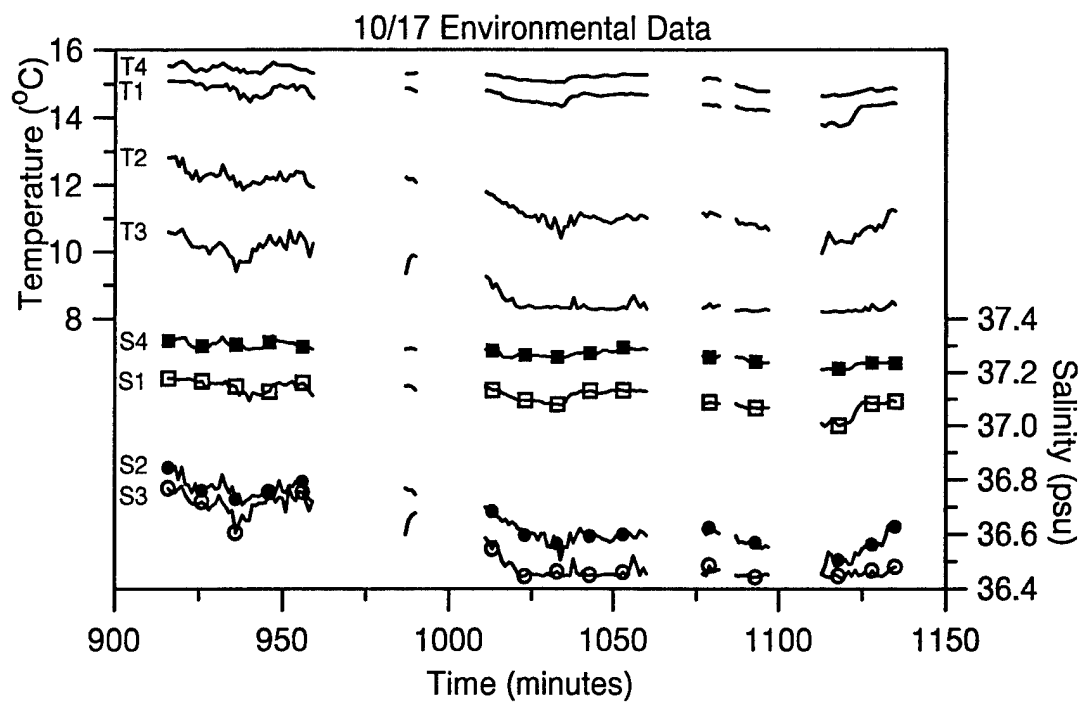 10/17 Environmental Data
16
14
12
10
8
Temperature (°C)
T4
T1
T2
T3
S4
S1
S2
S3
37.4
37.2
37.0
36.8
36.6
36.4
Salinity (psu)
900
950
1000
1050
1100
1150
Time (minutes)